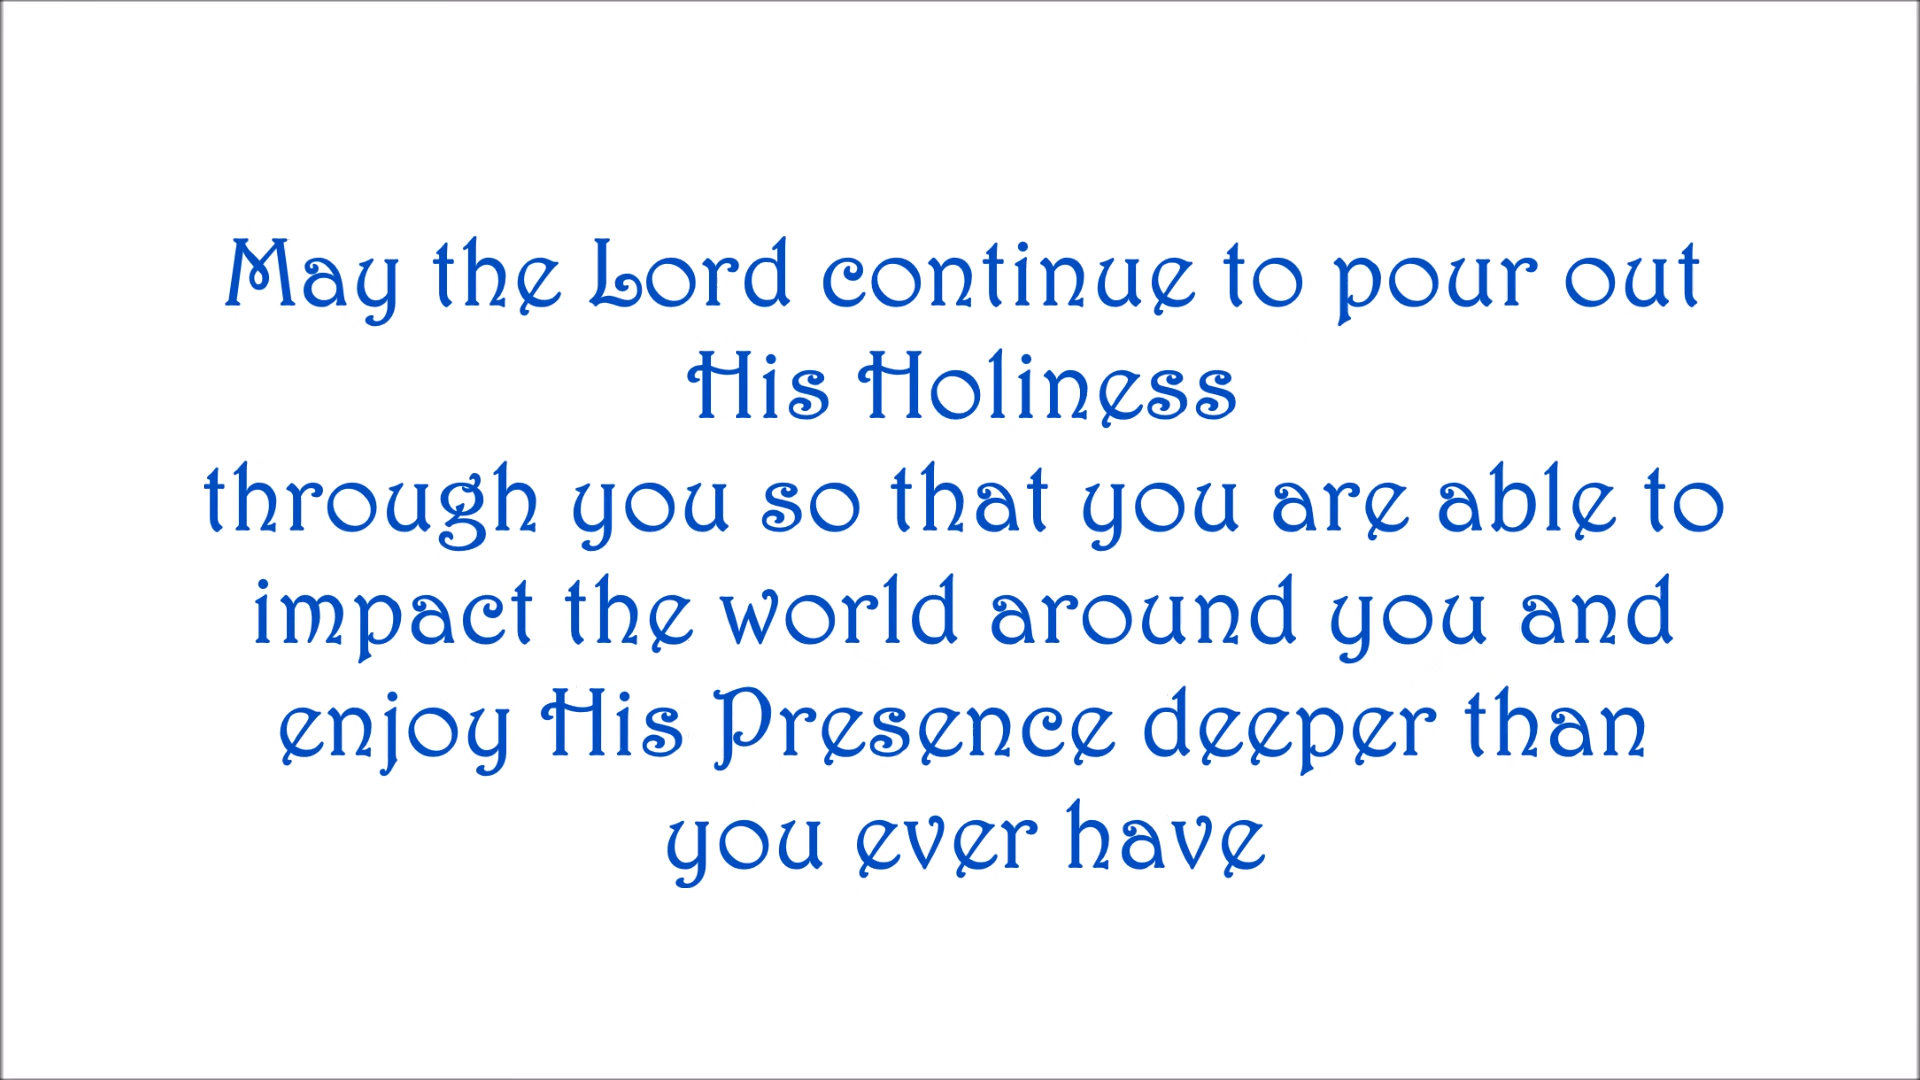 May the Lord continue to pour out
His Holiness
through you so that you are able to
impact the world around you and
enjoy His Presence deeper than
you ever have